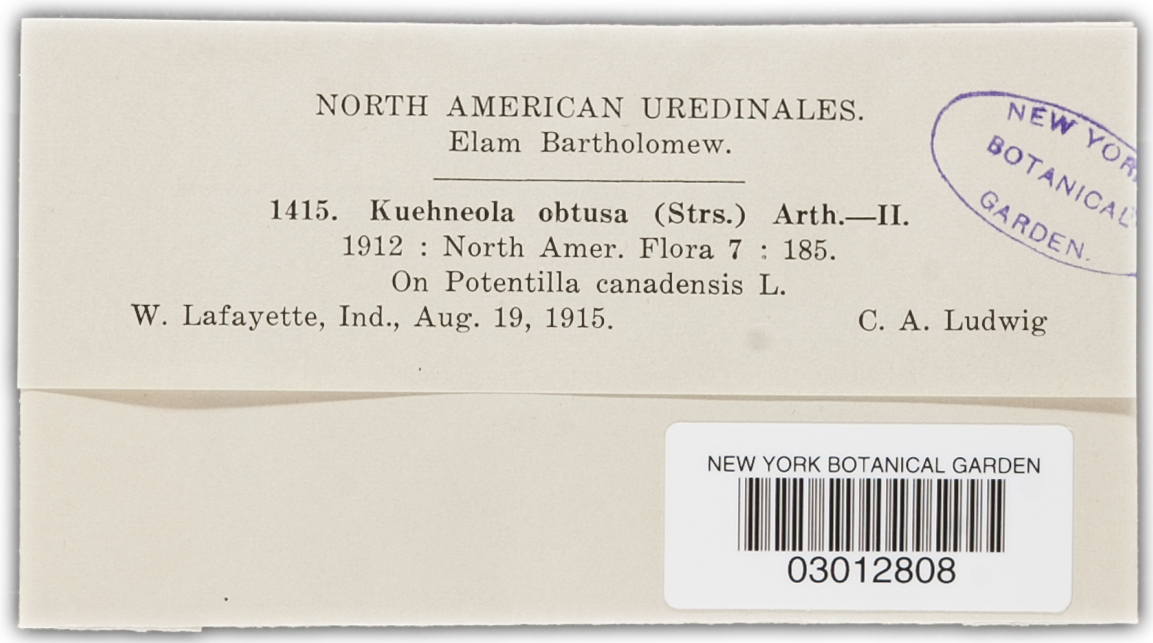 NORTH AMERICAN UREDINALES.
Elam Bartholomew.
1415. Kuehneola obtusa (Strs.) Arth.—II.
1912 : North Amer. Flora 7 : 185.
On Potentilla canadensis L.
W. Lafayette, Ind., Aug. 19, 1915. C. A. Ludwig
NEW YOR
BOTANICAL
GARDEN.
NEW YORK BOTANICAL GARDEN
03012808